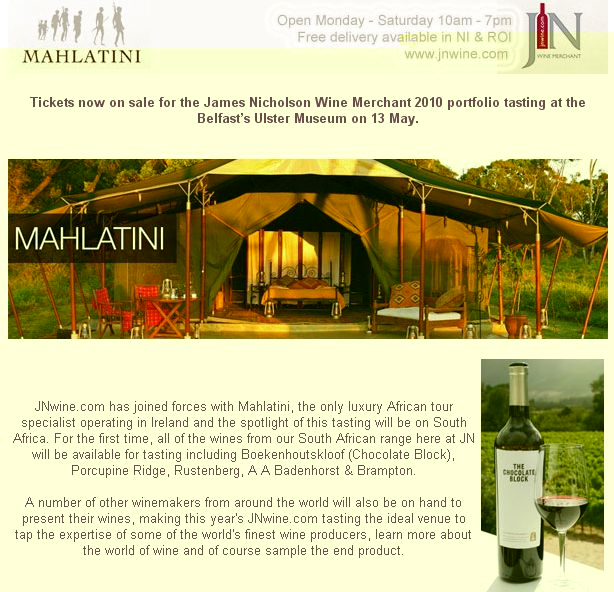 MAHLATINI
Open Monday - Saturday 10am - 7pm
Free delivery available in NI & ROI
www.jnwine.com
jnwine.com
JN
WINE MERCHANT
Tickets now on sale for the James Nicholson Wine Merchant 2010 portfolio tasting at the
Belfast's Ulster Museum on 13 May.
MAHLATINI
JNwine.com has joined forces with Mahlatini, the only luxury African tour
specialist operating in Ireland and the spotlight of this tasting will be on South
Africa. For the first time, all of the wines from our South African range here at JN
will be available for tasting including Boekenhoutskloof (Chocolate Block),
Porcupine Ridge, Rustenberg, A A Badenhorst & Brampton.
A number of other winemakers from around the world will also be on hand to
present their wines, making this year's JNwine.com tasting the ideal venue to
tap the expertise of some of the world's finest wine producers, learn more about
the world of wine and of course sample the end product.
THE
CHOCOLATE
BLOCK